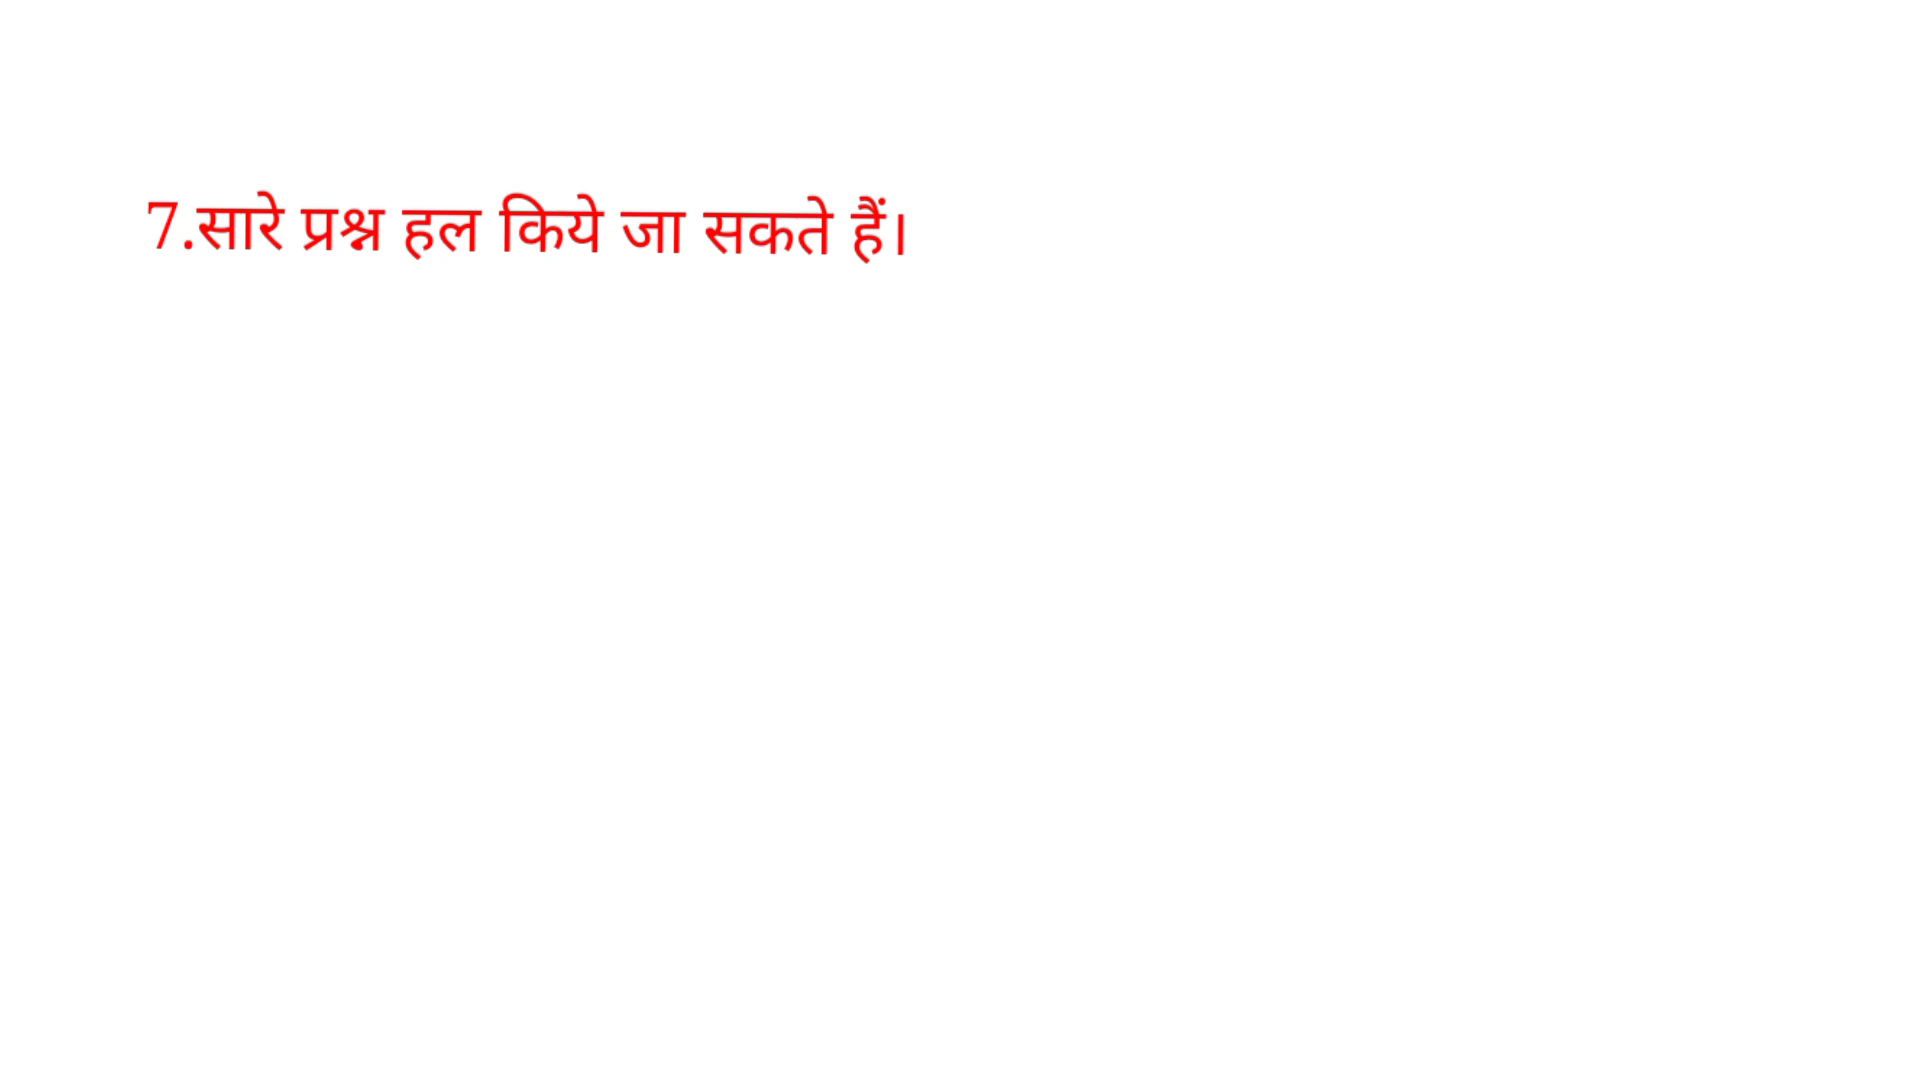 7.सारे प्रश्न हल किये जा सकते हैं।